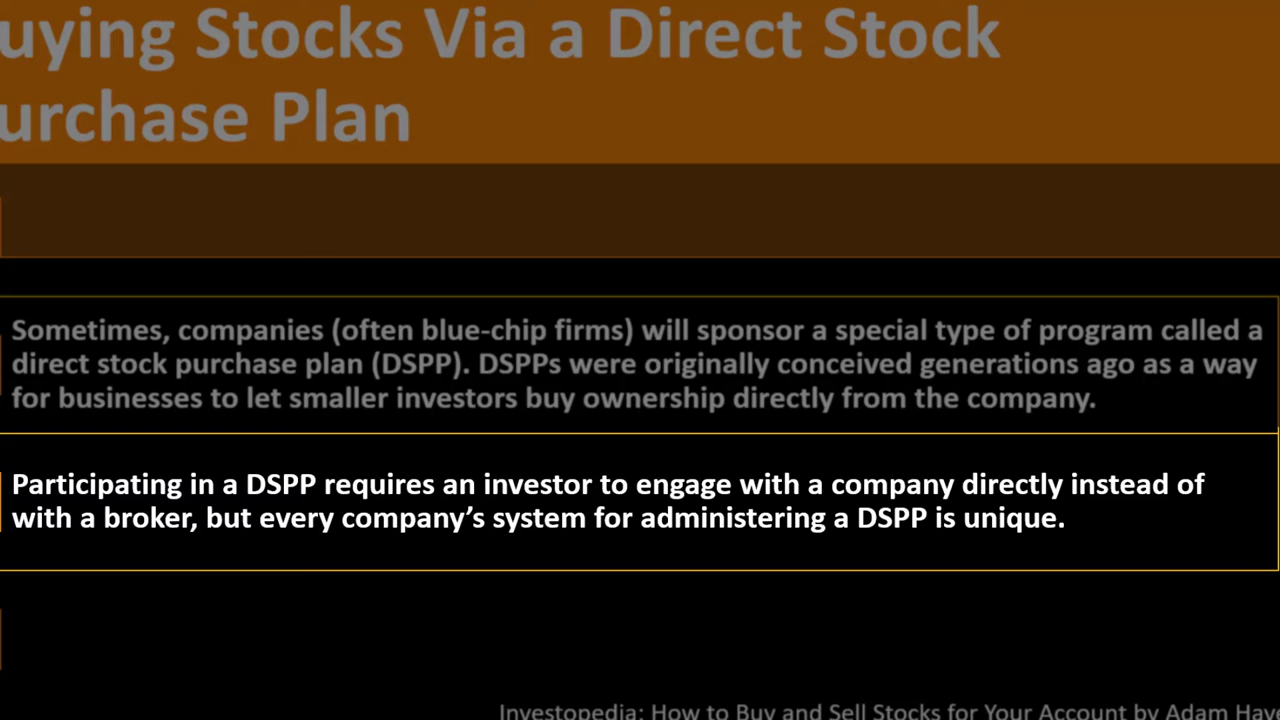 uying Stocks Via a Direct Stock
urchase Plan
Sometimes, companies (often blue-chip firms) will sponsor a special type of program called a
direct stock purchase plan (DSPP). DSPPs were originally conceived generations ago as a way
for businesses to let smaller investors buy ownership directly from the company.
Participating in a DSPP requires an investor to engage with a company directly instead of
with a broker, but every company’s system for administering a DSPP is unique.
Investopedia: How to Buy and Sell Stocks for Your Account by Adam Haye